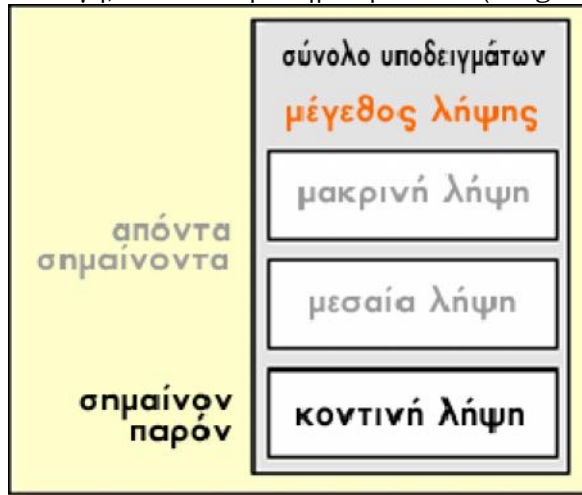 σύνολο υποδειγμάτων
μέγεθος λήψης
μακρινή λήψη
απόντα
σημαίνοντα
μεσαία λήψη
σημαίνον
παρόν
κοντινή λήψη